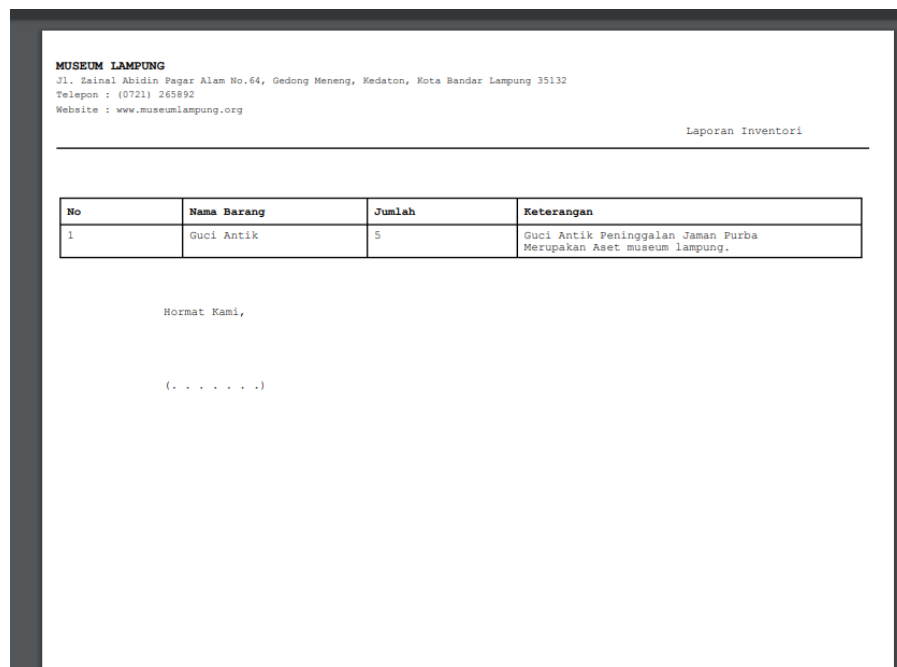 MUSEUM LAMPUNG
Jl. Zainal Abidin Pagar Alam No.64, Gedong Meneng, Kedaton, Kota Bandar Lampung 35132
Telepon : (0721) 265892
Website : www.museumlampung.org
Laporan Inventori
No Nama Barang Jumlah Keterangan
1 Guci Antik 5 Guci Antik Peninggalan Jaman Purba
Merupakan Aset museum lampung.
Hormat Kami,
(. . . . . . .)